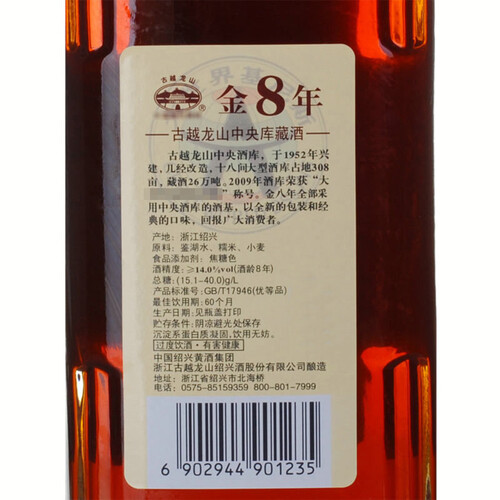 古越龙山
®
金8年
古越龙山中央库藏酒
古越龙山中央酒库，于1952年兴
建，几经改造，十八间大型酒库占地308
亩，藏酒26万吨。2009年酒库荣获“大
”称号。金八年全部采
用中央酒库的酒基，以全新的包装和经
典的口味，回报广大消费者。
产地：浙江绍兴
原料：鉴湖水、糯米、小麦
食品添加剂：焦糖色
酒精度：≥14.0%vol(酒龄8年)
总糖：(15.1-40.0)g/L
产品标准号：GB/T17946(优等品)
最佳饮用期：60个月
生产日期：见瓶盖打印
贮存条件：阴凉避光处保存
沉淀系蛋白质凝固，饮用无妨。
过度饮酒·有害健康
中国绍兴黄酒集团
浙江古越龙山绍兴酒股份有限公司酿造
地址：浙江省绍兴市北海桥
电话：0575-85159359 800-801-7999
6 902944 901235